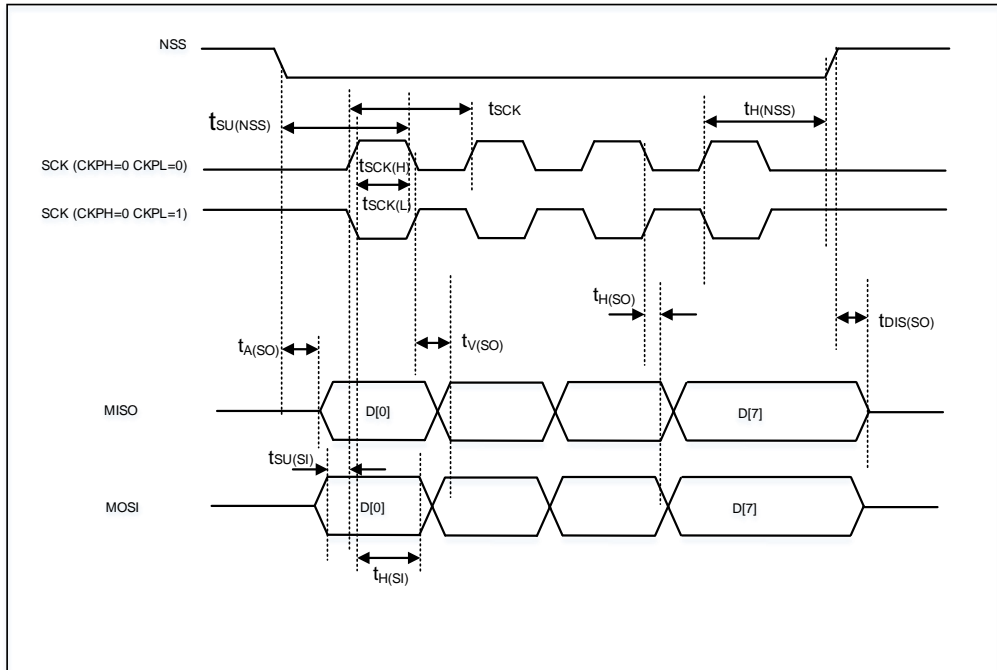 NSS
tSCK
tH(NSS)
tSU(NSS)
SCK (CKPH=0 CKPL=0)
tSCK(H)
tSCK(L)
SCK (CKPH=0 CKPL=1)
tH(SO)
tDIS(SO)
tV(SO)
tA(SO)
MISO
D[0]
D[7]
tSU(SI)
MOSI
D[0]
D[7]
tH(SI)